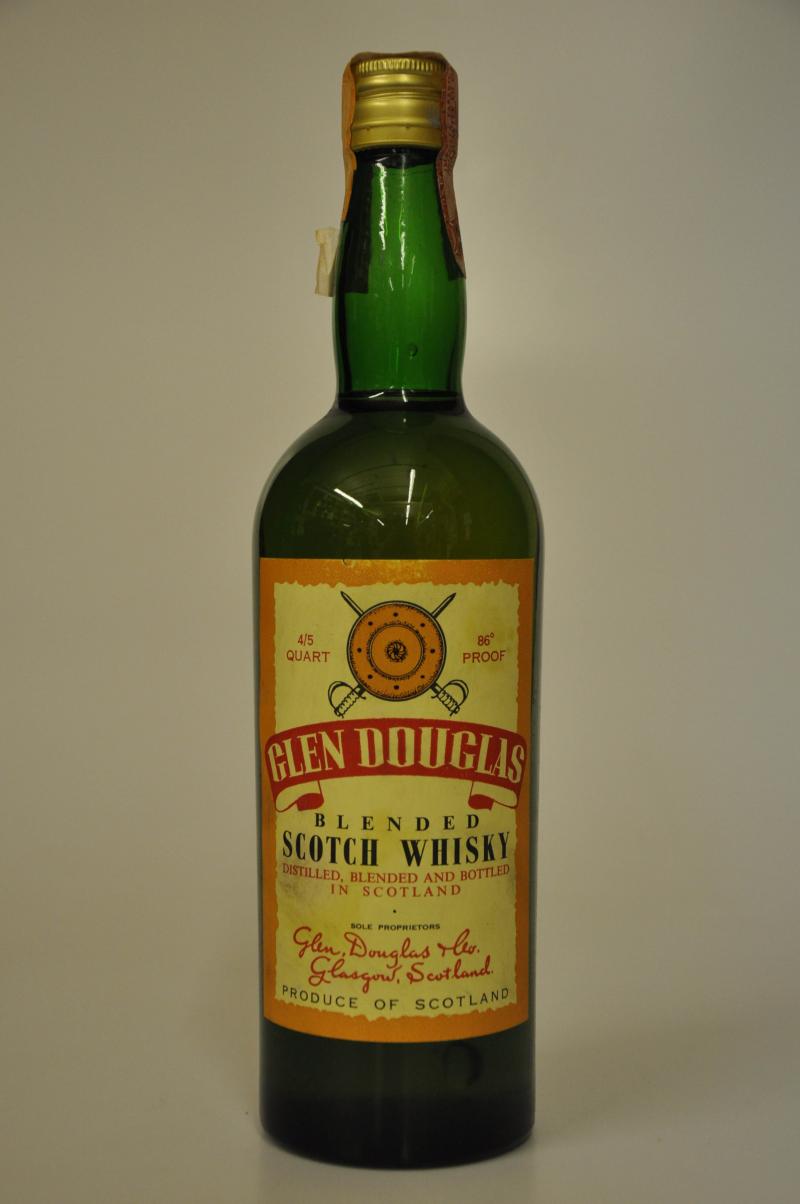 4/5
QUART
86°
PROOF
GLEN DOUGLAS
BLENDED
SCOTCH WHISKY
DISTILLED, BLENDED AND BOTTLED
IN SCOTLAND
SOLE PROPRIETORS
Glen, Douglas & Co.
Glasgow, Scotland.
PRODUCE OF SCOTLAND